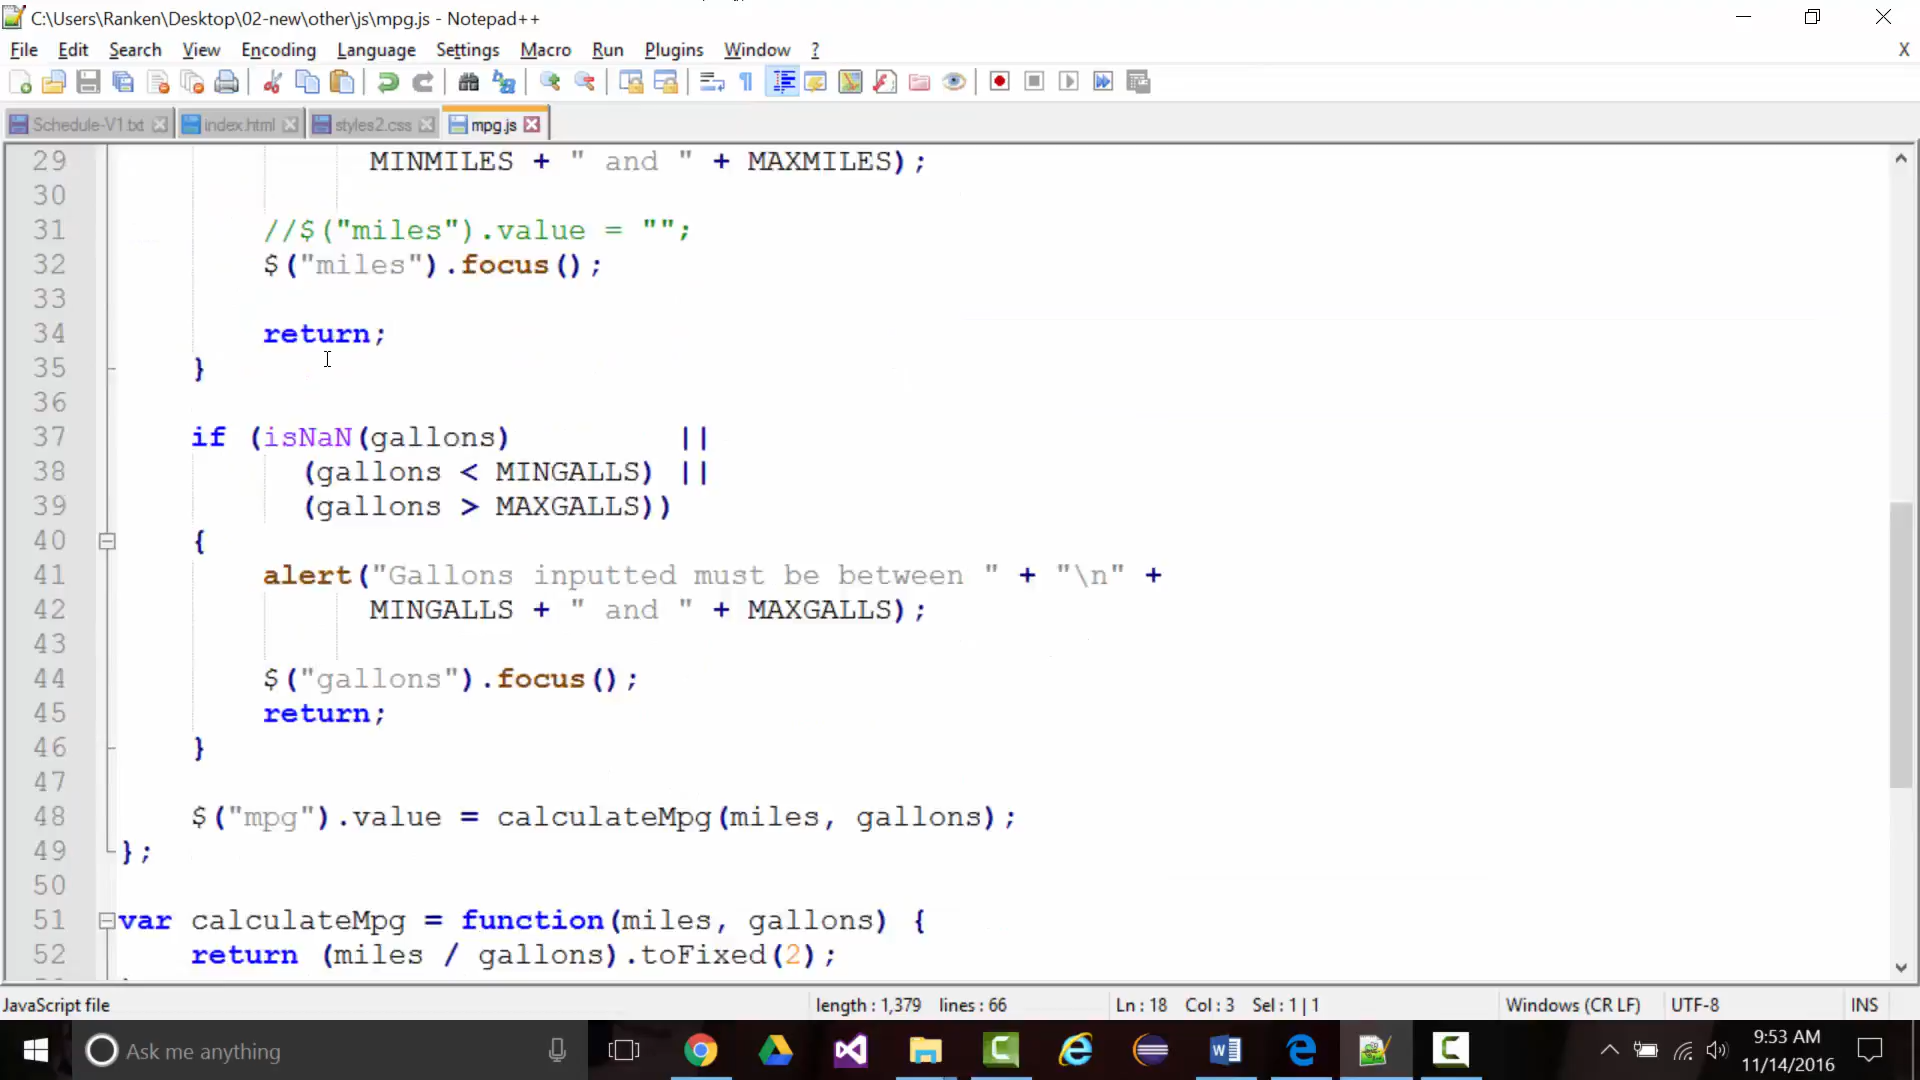 C:\Users\Ranken\Desktop\02-new\other\js\mpg.js - Notepad++
File Edit Search View Encoding Language Settings Macro Run Plugins Window ? X
Schedule-V1.txt index.html styles2.css mpg.js
29 MINMILES + " and " + MAXMILES);
30
31 //$("miles").value = "";
32 $("miles").focus();
33
34 return;
35 }
36
37 if (isNaN(gallons) ||
38 (gallons < MINGALLS) ||
39 (gallons > MAXGALLS))
40 {
41 alert("Gallons inputted must be between " + "\n" +
42 MINGALLS + " and " + MAXGALLS);
43
44 $("gallons").focus();
45 return;
46 }
47
48 $("mpg").value = calculateMpg(miles, gallons);
49 };
50
51 var calculateMpg = function(miles, gallons) {
52 return (miles / gallons).toFixed(2);
JavaScript file length : 1,379 lines : 66 Ln : 18 Col : 3 Sel : 1 | 1 Windows (CR LF) UTF-8 INS
Ask me anything
9:53 AM
11/14/2016